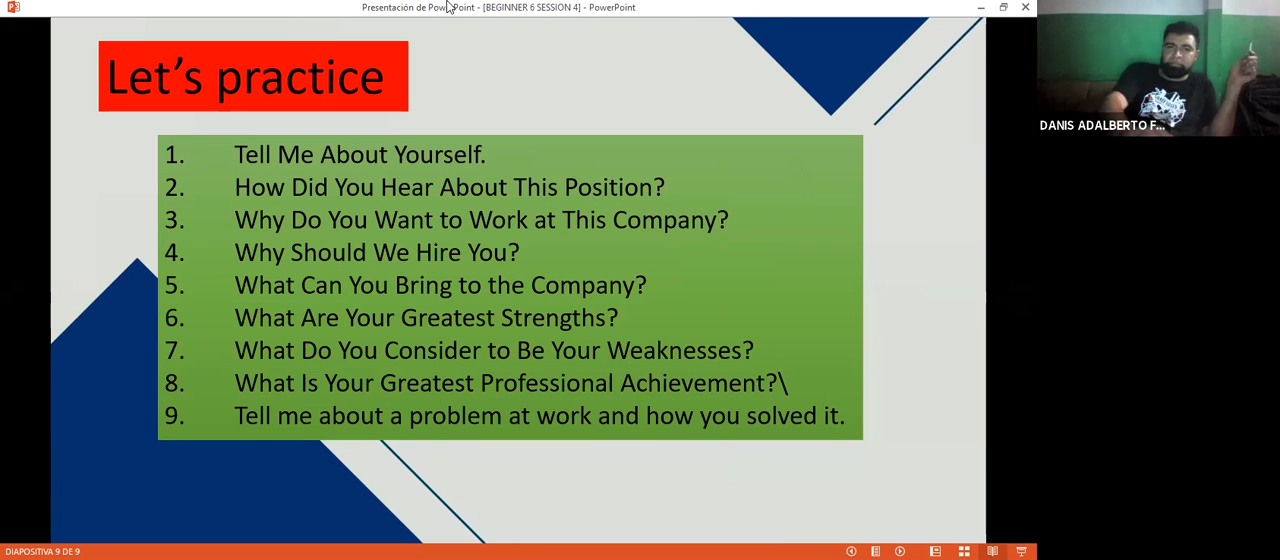 Presentación de PowerPoint - [BEGINNER 6 SESSION 4] - PowerPoint
Let's practice
1. Tell Me About Yourself.
2. How Did You Hear About This Position?
3. Why Do You Want to Work at This Company?
4. Why Should We Hire You?
5. What Can You Bring to the Company?
6. What Are Your Greatest Strengths?
7. What Do You Consider to Be Your Weaknesses?
8. What Is Your Greatest Professional Achievement?\
9. Tell me about a problem at work and how you solved it.
DANIS ADALBERTO F...
DIAPOSITIVA 9 DE 9